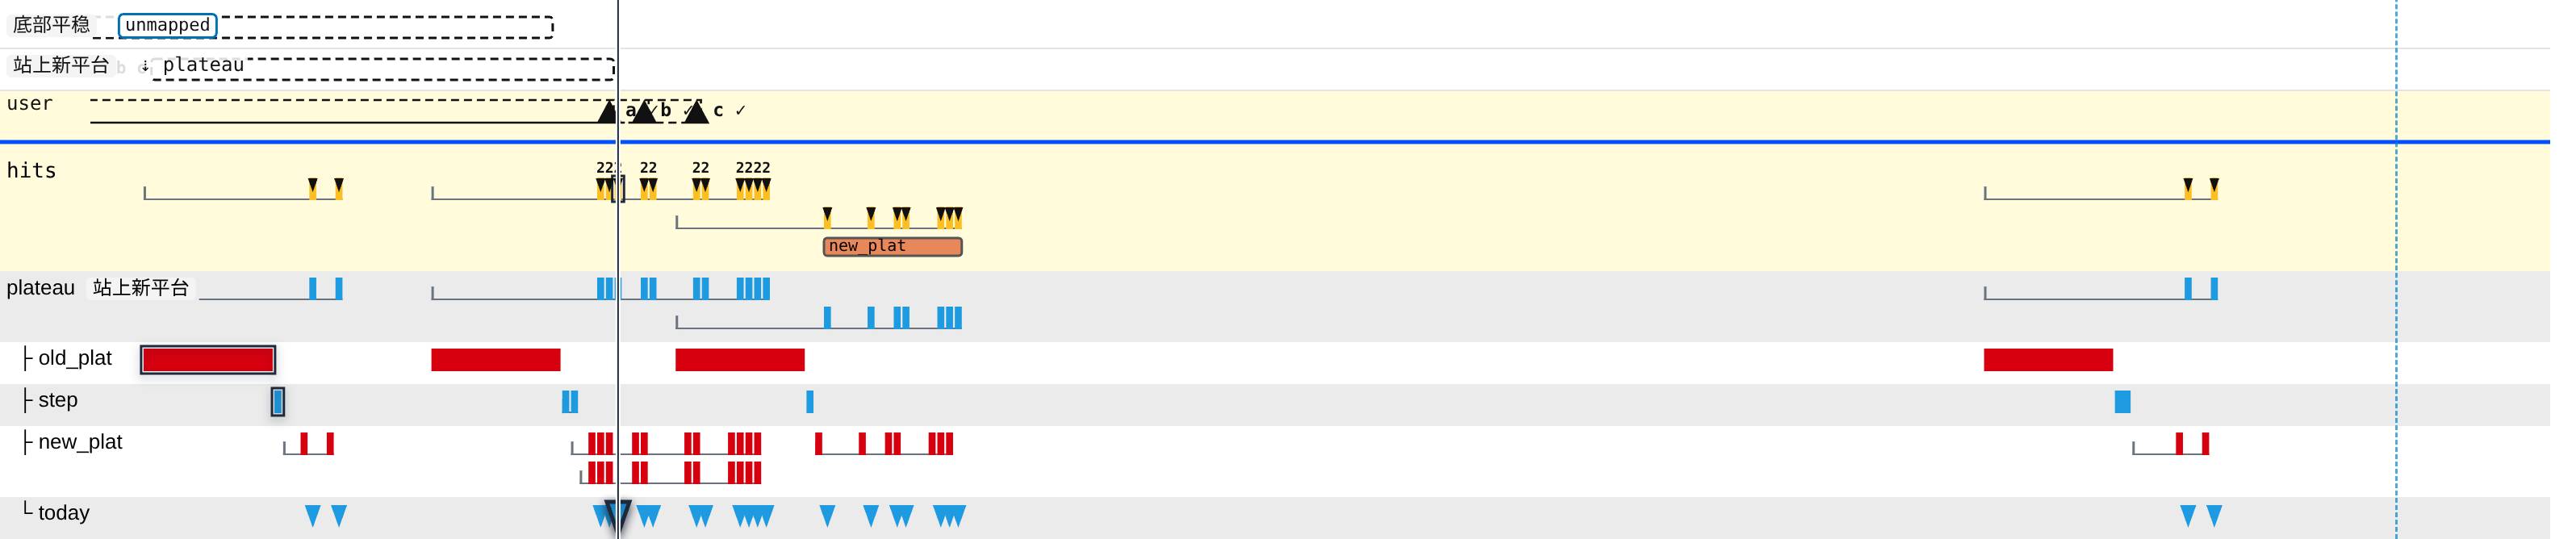 底部平稳 unmapped
站上新平台 b ⇣ plateau
user a ✓ b ✓ c ✓
hits 22 22 22 2222
new_plat
plateau 站上新平台
├ old_plat
├ step
├ new_plat
└ today